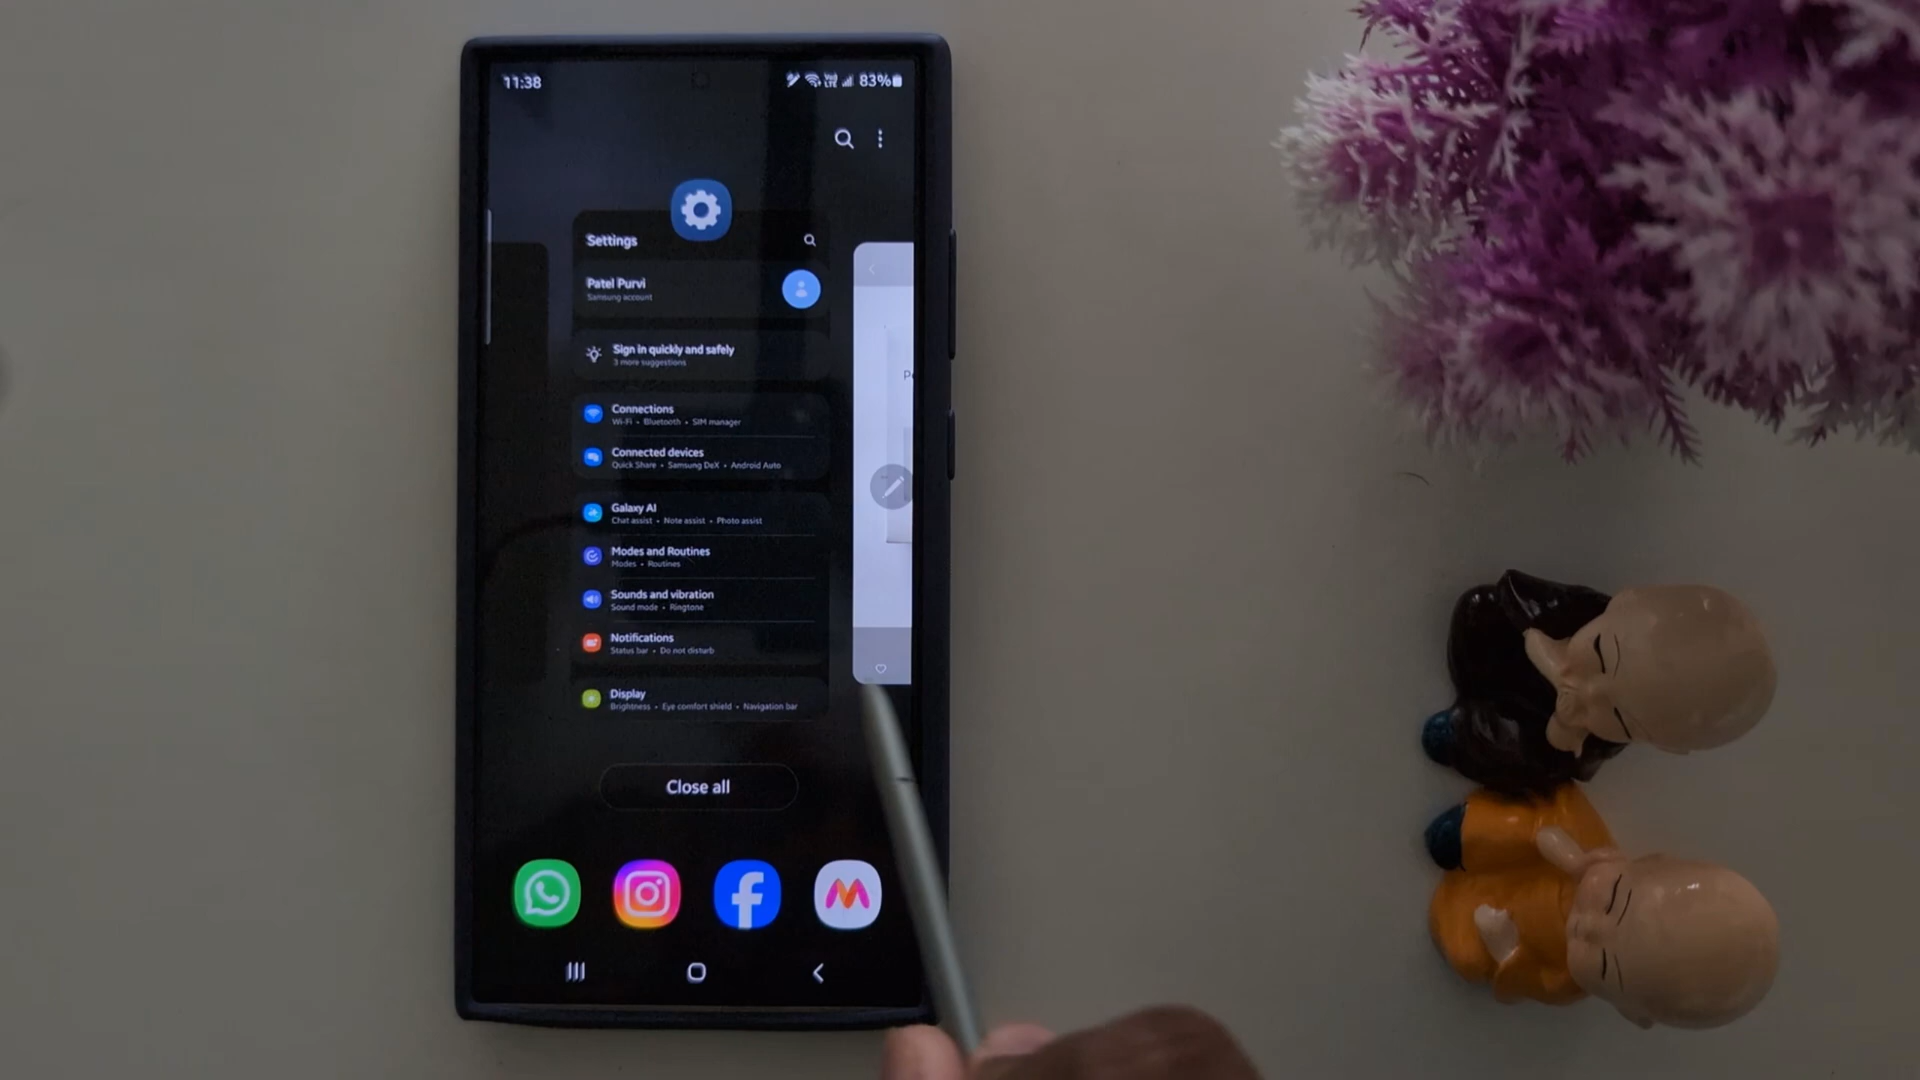 11:38
Vo) LTE 83%
Settings
Patel Purvi
Samsung account
Sign in quickly and safely
3 more suggestions
Connections
Wi-Fi • Bluetooth • SIM manager
Connected devices
Quick Share • Samsung DeX • Android Auto
Galaxy AI
Chat assist • Note assist • Photo assist
Modes and Routines
Modes • Routines
Sounds and vibration
Sound mode • Ringtone
Notifications
Status bar • Do not disturb
Display
Brightness • Eye comfort shield • Navigation bar
Close all